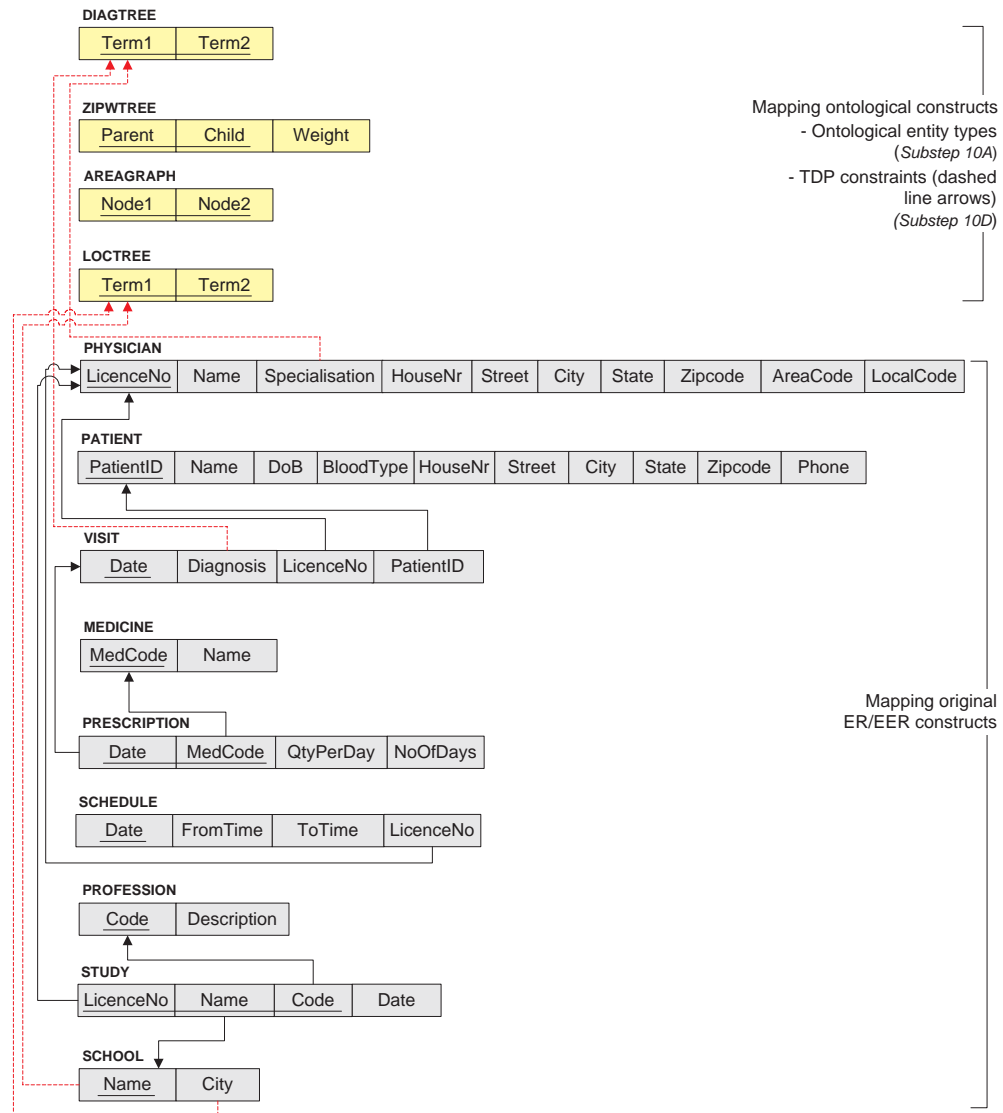 DIAGTREE
Term1 Term2
ZIPWTREE
Parent Child Weight
AREAGRAPH
Node1 Node2
LOCTREE
Term1 Term2
Mapping ontological constructs
- Ontological entity types
(Substep 10A)
- TDP constraints (dashed
line arrows)
(Substep 10D)
PHYSICIAN
LicenceNo Name Specialisation HouseNr Street City State Zipcode AreaCode LocalCode
PATIENT
PatientID Name DoB BloodType HouseNr Street City State Zipcode Phone
VISIT
Date Diagnosis LicenceNo PatientID
MEDICINE
MedCode Name
PRESCRIPTION
Date MedCode QtyPerDay NoOfDays
SCHEDULE
Date FromTime ToTime LicenceNo
PROFESSION
Code Description
STUDY
LicenceNo Name Code Date
SCHOOL
Name City
Mapping original
ER/EER constructs